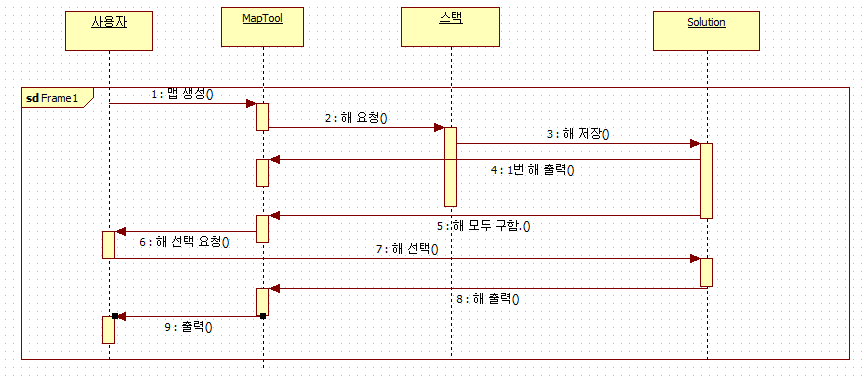 사용자
MapTool
스택
Solution
sd Frame1
1 : 맵 생성()
2 : 해 요청()
3 : 해 저장()
4 : 1번 해 출력()
5 : 해 모두 구함.()
6 : 해 선택 요청()
7 : 해 선택()
8 : 해 출력()
9 : 출력()